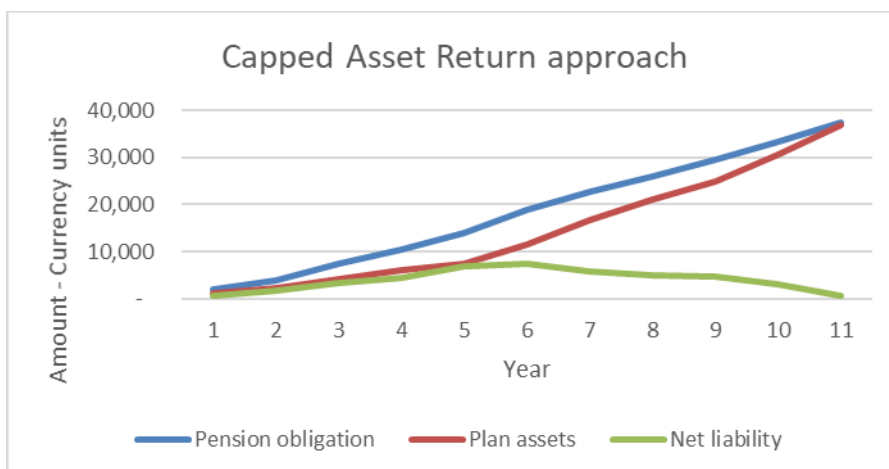 Capped Asset Return approach
Amount - Currency units
40,000
30,000
20,000
10,000
-
1 2 3 4 5 6 7 8 9 10 11
Year
Pension obligation Plan assets Net liability